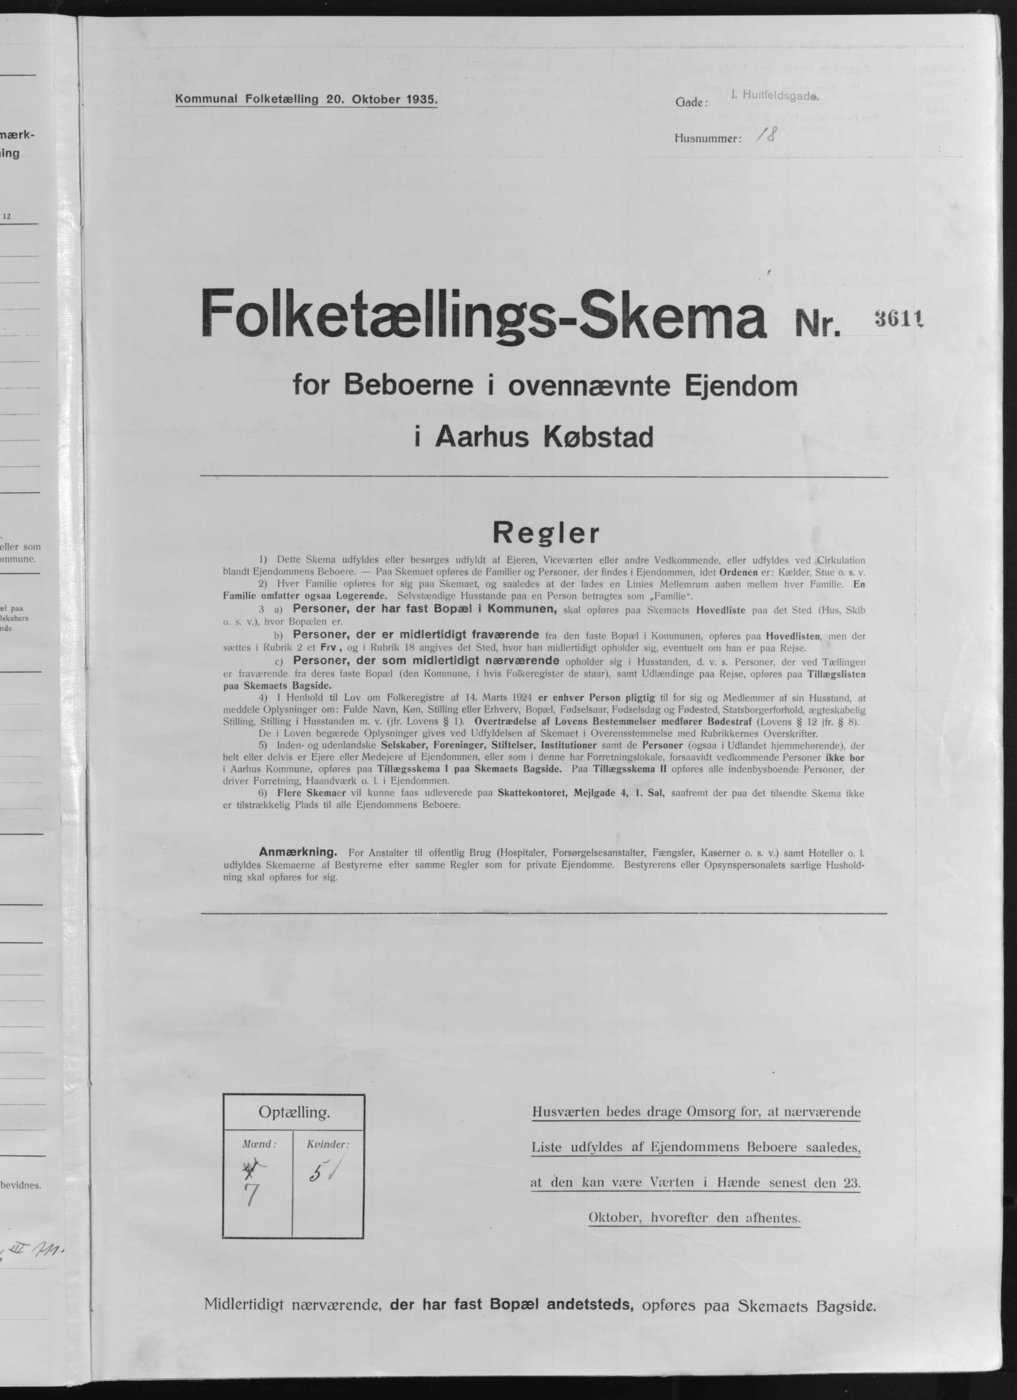 mærk-
ing
12
eller som
ommune.
el paa
lskabers
nde
bevidnes.
Kommunal Folketælling 20. Oktober 1935.
Gade: I. Huitfeldsgade.
Husnummer: 18
Folketællings-Skema Nr. 3611
for Beboerne i ovennævnte Ejendom
i Aarhus Købstad
Regler
1) Dette Skema udfyldes eller besørges udfyldt af Ejeren, Viceværten eller andre Vedkommende, eller udfyldes ved Cirkulation
blandt Ejendommens Beboere. — Paa Skemaet opføres de Familier og Personer, der findes i Ejendommen, idet Ordenen er: Kælder, Stue o. s. v.
2) Hver Familie opføres for sig paa Skemaet, og saaledes at der lades en Linies Mellemrum aaben mellem hver Familie. En
Familie omfatter ogsaa Logerende. Selvstændige Husstande paa en Person betragtes som „Familie“.
3 a) Personer, der har fast Bopæl i Kommunen, skal opføres paa Skemaets Hovedliste paa det Sted (Hus, Skib
o. s. v.), hvor Bopælen er.
b) Personer, der er midlertidigt fraværende fra den faste Bopæl i Kommunen, opføres paa Hovedlisten, men der
sættes i Rubrik 2 et Frv., og i Rubrik 18 angives det Sted, hvor han midlertidigt opholder sig, eventuelt om han er paa Rejse.
c) Personer, der som midlertidigt nærværende opholder sig i Husstanden, d. v. s. Personer, der ved Tællingen
er fraværende fra deres faste Bopæl (den Kommune, i hvis Folkeregister de staar), samt Udlændinge paa Rejse, opføres paa Tillægslisten
paa Skemaets Bagside.
4) I Henhold til Lov om Folkeregistre af 14. Marts 1924 er enhver Person pligtig til for sig og Medlemmer af sin Husstand, at
meddele Oplysninger om: Fulde Navn, Køn, Stilling eller Erhverv, Bopæl, Fødselsaar, Fødselsdag og Fødested, Statsborgerforhold, ægteskabelig
Stilling, Stilling i Husstanden m. v. (jfr. Lovens § 1). Overtrædelse af Lovens Bestemmelser medfører Bødestraf (Lovens § 12 jfr. § 8).
De i Loven begærede Oplysninger gives ved Udfyldelsen af Skemaet i Overensstemmelse med Rubrikkernes Overskrifter.
5) Inden- og udenlandske Selskaber, Foreninger, Stiftelser, Institutioner samt de Personer (ogsaa i Udlandet hjemmehørende), der
helt eller delvis er Ejere eller Medejere af Ejendommen, eller som i denne har Forretningslokale, forsaavidt vedkommende Personer ikke bor
i Aarhus Kommune, opføres paa Tillægsskema I paa Skemaets Bagside. Paa Tillægsskema II opføres alle indenbysboende Personer, der
driver Forretning, Haandværk o. l. i Ejendommen.
6) Flere Skemaer vil kunne faas udleverede paa Skattekontoret, Mejlgade 4, 1. Sal, saafremt der paa det tilsendte Skema ikke
er tilstrækkelig Plads til alle Ejendommens Beboere.
Anmærkning. For Anstalter til offentlig Brug (Hospitaler, Forsørgelsesanstalter, Fængsler, Kaserner o. s. v.) samt Hoteller o. l.
udfyldes Skemaerne af Bestyrerne efter samme Regler som for private Ejendomme. Bestyrerens eller Opsynspersonalets særlige Hushold-
ning skal opføres for sig.
Optælling.
Mænd: Kvinder:
5
7
Husværten bedes drage Omsorg for, at nærværende
Liste udfyldes af Ejendommens Beboere saaledes,
at den kan være Værten i Hænde senest den 23.
Oktober, hvorefter den afhentes.
Midlertidigt nærværende, der har fast Bopæl andetsteds, opføres paa Skemaets Bagside.